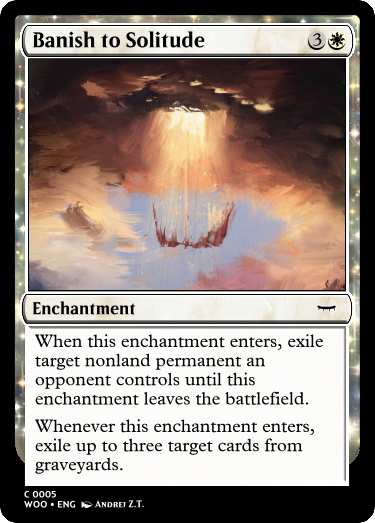 Banish to Solitude 3
Enchantment
When this enchantment enters, exile
target nonland permanent an
opponent controls until this
enchantment leaves the battlefield.
Whenever this enchantment enters,
exile up to three target cards from
graveyards.
C 0005
WOO • ENG Andrej Z.T.